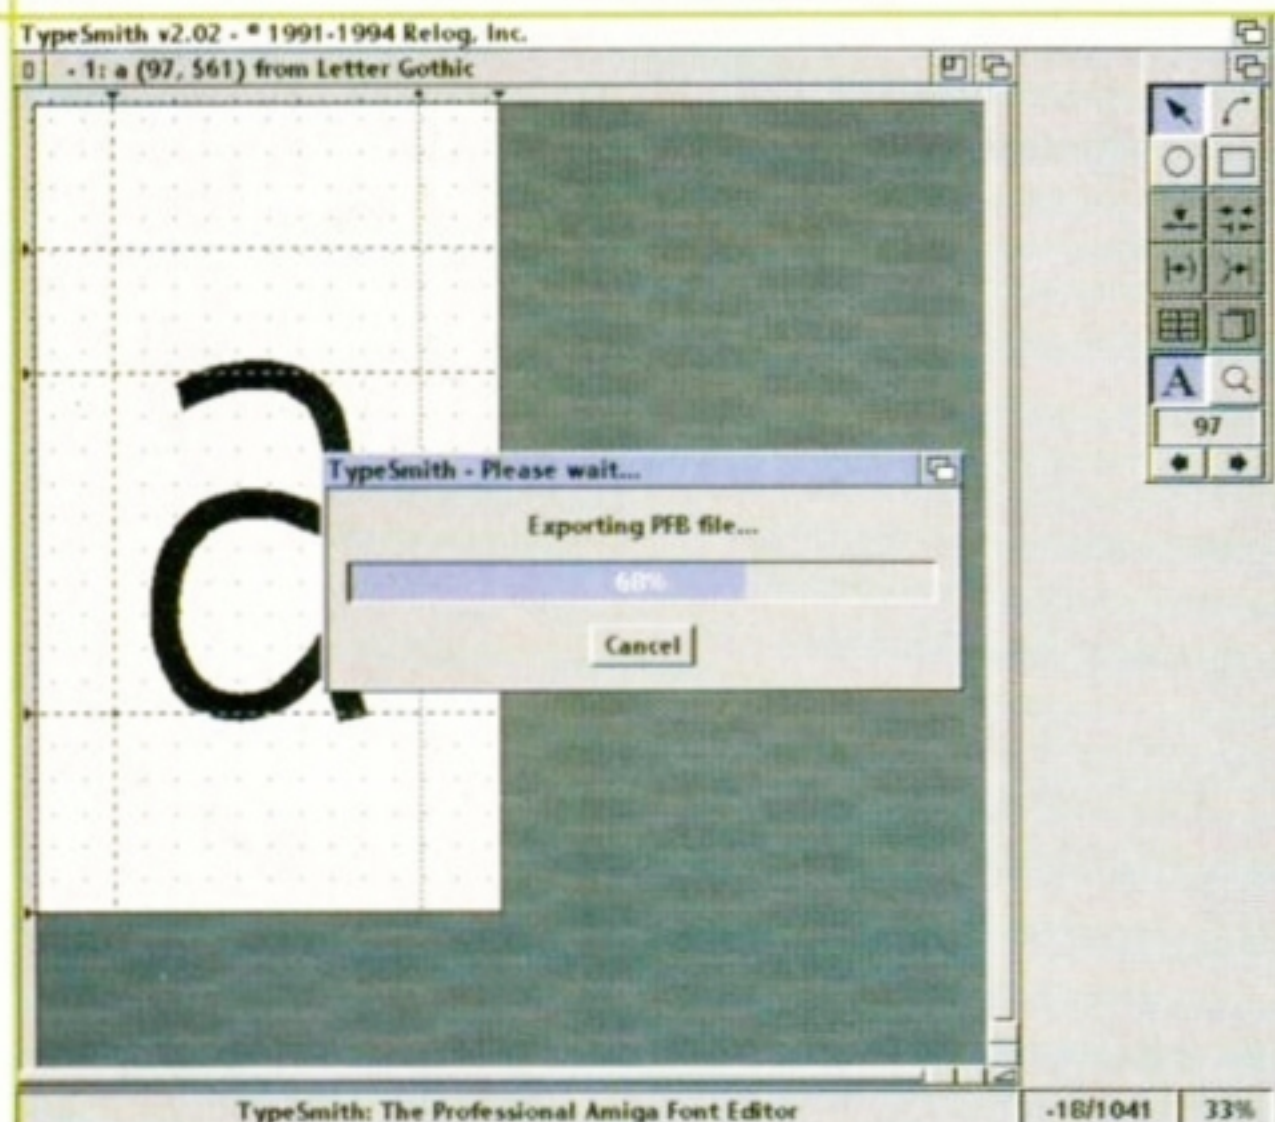 TypeSmith v2.02 - © 1991-1994 Relog, Inc.
- 1: a (97, 561) from Letter Gothic
a
A
97
TypeSmith - Please wait...
Exporting PFB file...
68%
Cancel
TypeSmith: The Professional Amiga Font Editor
-18/1041
33%